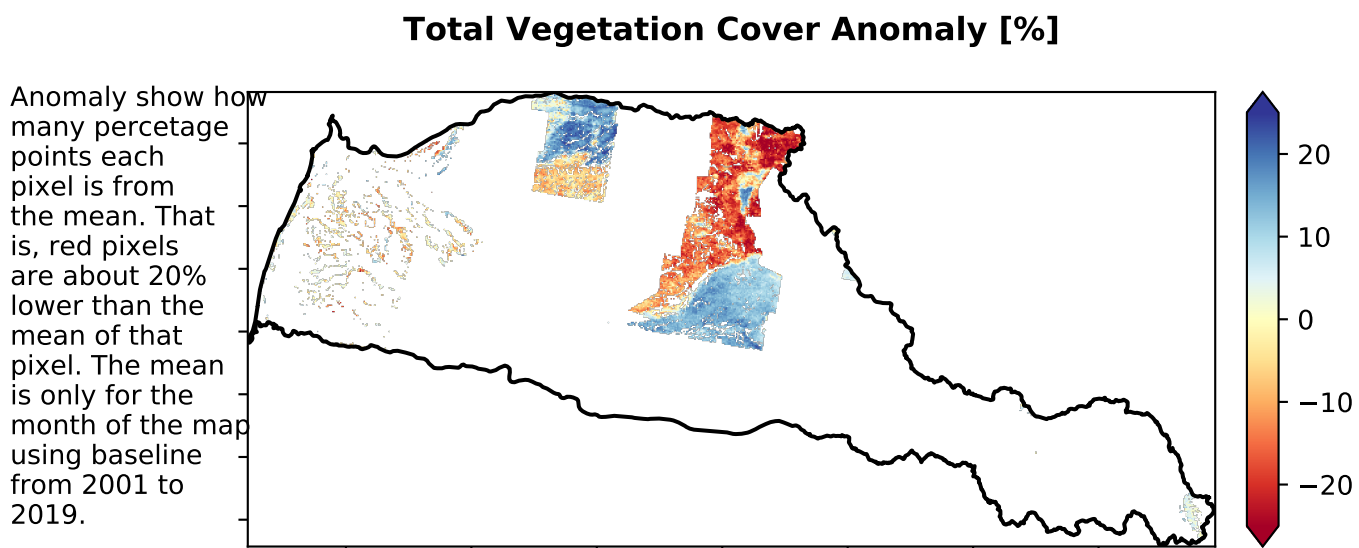 Total Vegetation Cover Anomaly [%]
Anomaly show how
many percetage
points each
pixel is from
the mean. That
is, red pixels
are about 20%
lower than the
mean of that
pixel. The mean
is only for the
month of the map
using baseline
from 2001 to
2019.
20
10
0
−10
−20